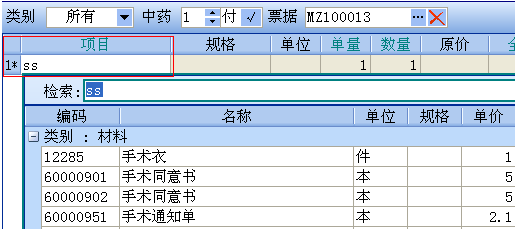 类别 所有 中药 1 付 √ 票据 MZ100013 ...
项目 规格 单位 单量 数量 原价
1* ss 1 1
检索: ss
编码 名称 单位 规格 单价
类别 : 材料
12285 手术衣 件 1
60000901 手术同意书 本 5
60000902 手术同意书 本 5
60000951 手术通知单 本 2.1